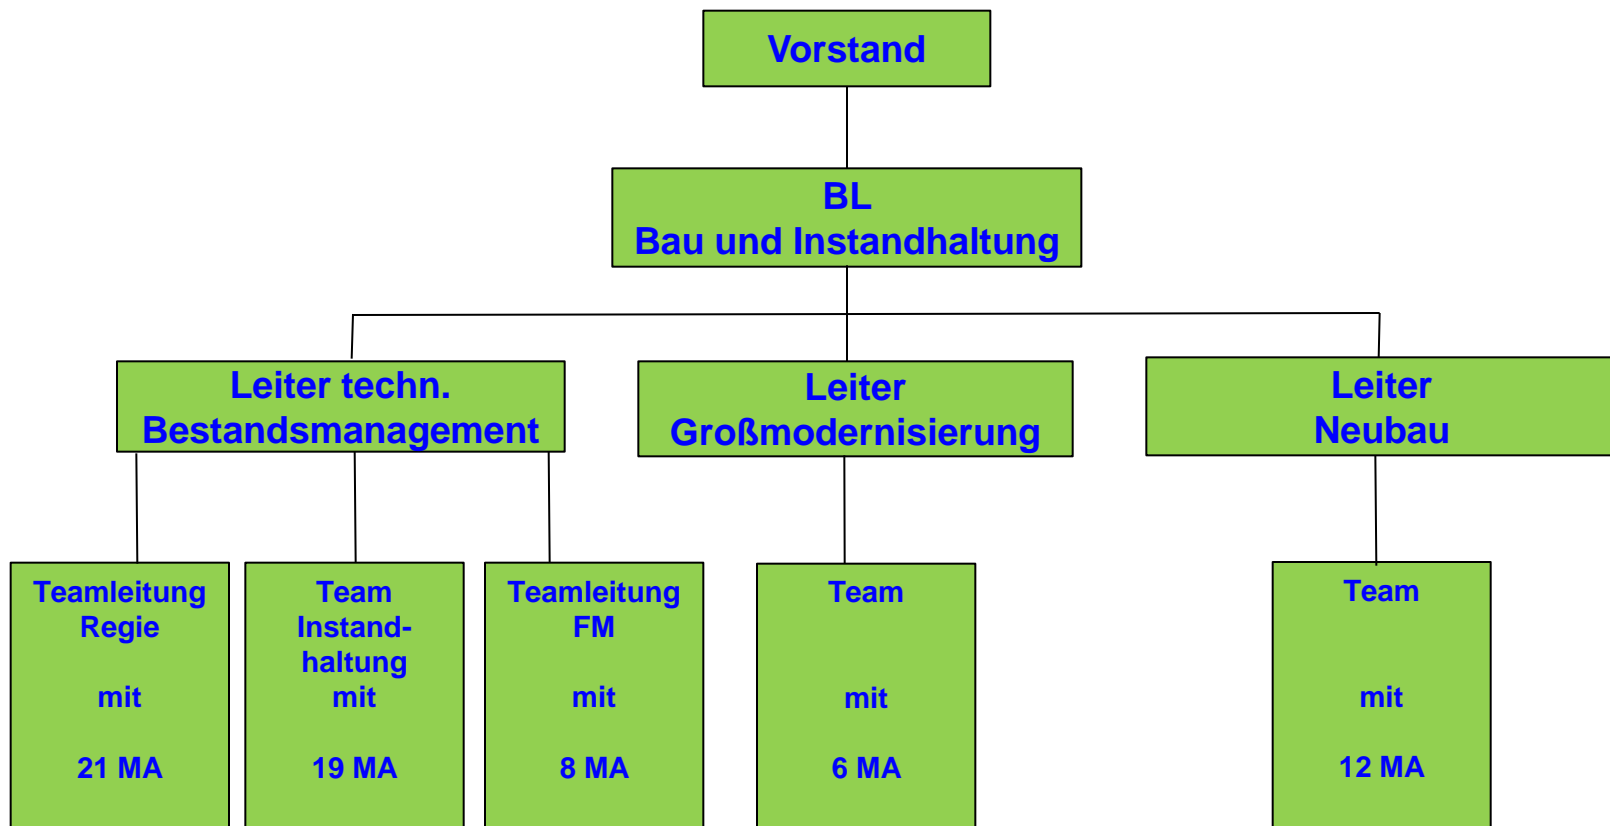 Vorstand
BL
Bau und Instandhaltung
Leiter techn.
Bestandsmanagement
Leiter
Großmodernisierung
Leiter
Neubau
Teamleitung
Regie
mit
21 MA
Team
Instand-
haltung
mit
19 MA
Teamleitung
FM
mit
8 MA
Team
mit
6 MA
Team
mit
12 MA